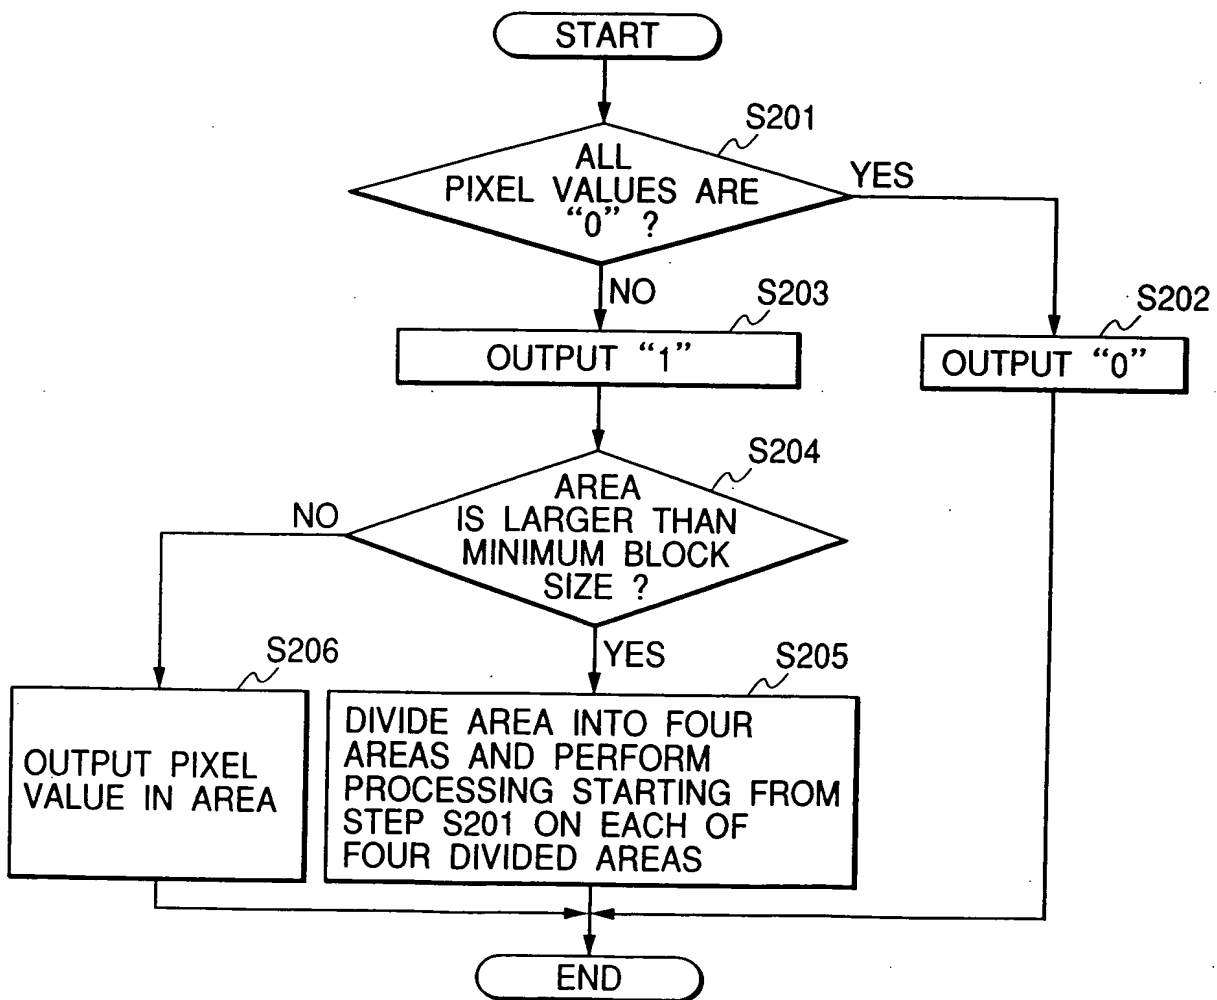 START
S201
ALL
PIXEL VALUES ARE
“0” ?
YES
NO
S203
OUTPUT “1”
S202
OUTPUT “0”
S204
AREA
IS LARGER THAN
MINIMUM BLOCK
SIZE ?
NO
YES
S206
OUTPUT PIXEL
VALUE IN AREA
S205
DIVIDE AREA INTO FOUR
AREAS AND PERFORM
PROCESSING STARTING FROM
STEP S201 ON EACH OF
FOUR DIVIDED AREAS
END